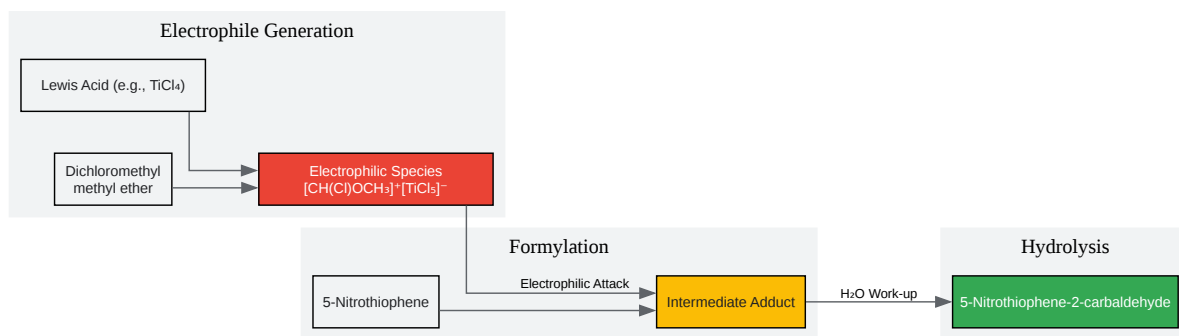 Electrophile Generation
Lewis Acid (e.g., TiCl₄)
Dichloromethyl
methyl ether
Electrophilic Species
[CH(Cl)OCH₃]⁺[TiCl₅]⁻
Formylation
5-Nitrothiophene
Electrophilic Attack
Intermediate Adduct
H₂O Work-up
Hydrolysis
5-Nitrothiophene-2-carbaldehyde